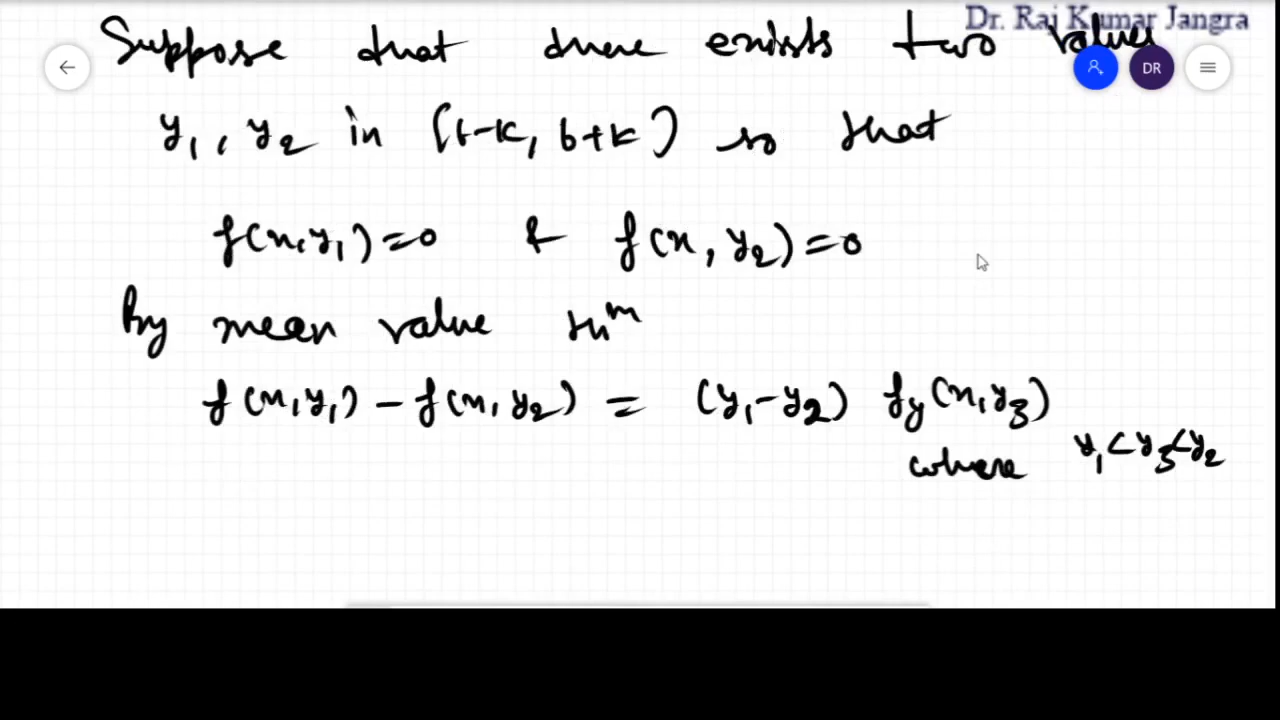 Dr. Raj Kumar Jangra
Suppose that there exists two values
DR
y₁, y₂ in [b-k, b+k] so that
f(x,y₁)=0 & f(x,y₂)=0
By mean value thᵐ
f(x,y₁) - f(x,y₂) = (y₁-y₂) f_y(x,y₃)
where y₁<y₃<y₂